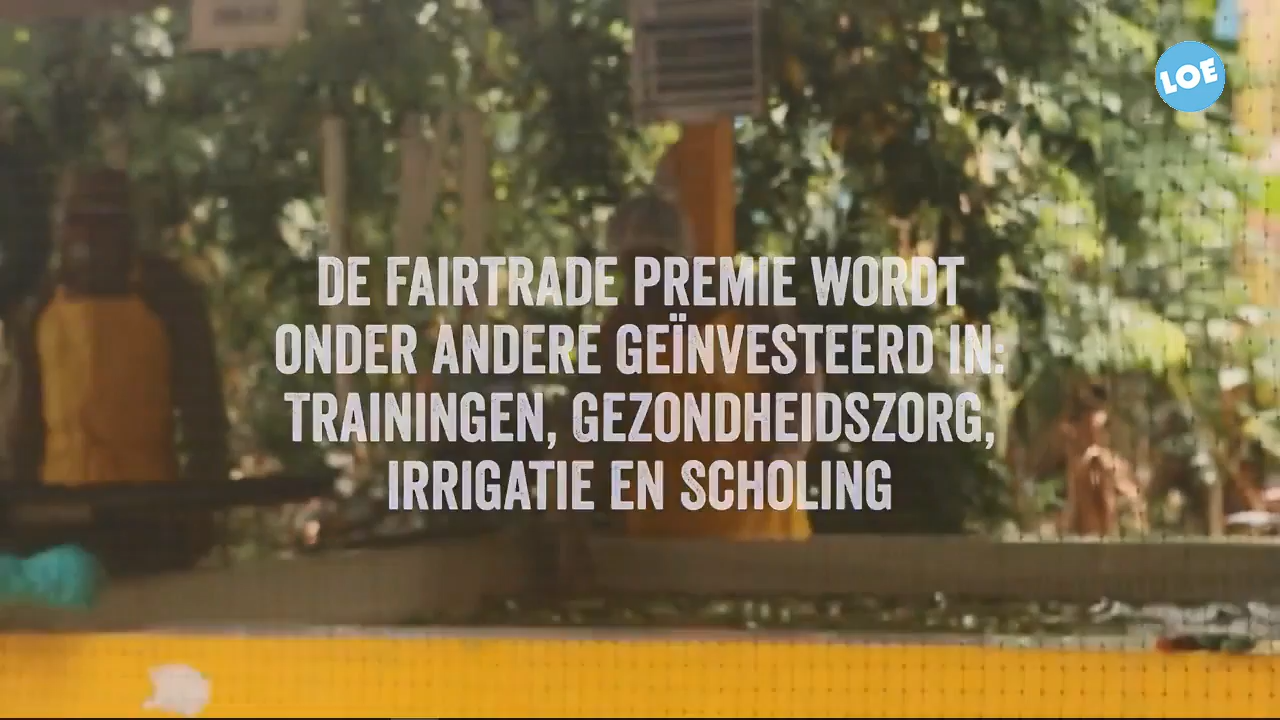 LOE
DE FAIRTRADE PREMIE WORDT
ONDER ANDERE GEÏNVESTEERD IN:
TRAININGEN, GEZONDHEIDSZORG,
IRRIGATIE EN SCHOLING